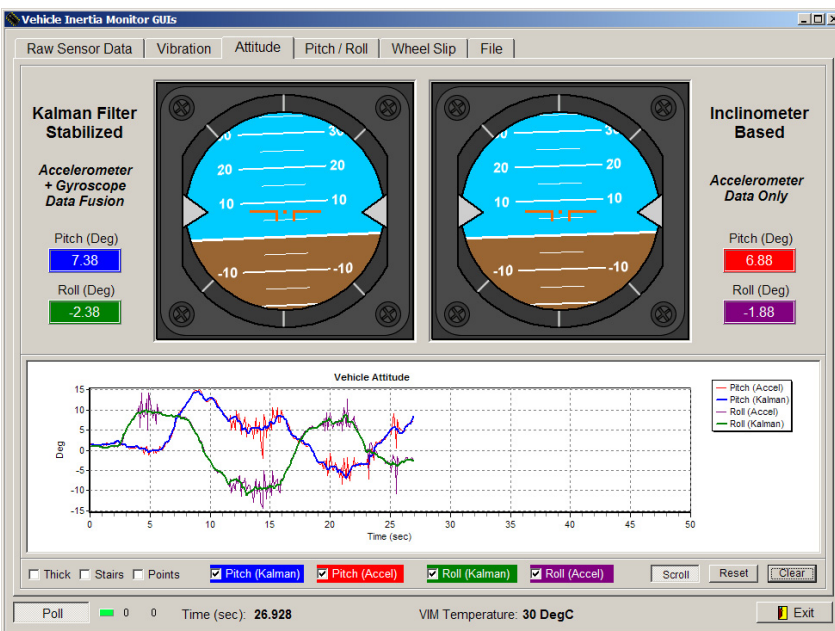 Vehicle Inertia Monitor GUIs
Raw Sensor Data Vibration Attitude Pitch / Roll Wheel Slip File
Kalman Filter
Stabilized
Accelerometer
+ Gyroscope
Data Fusion
Pitch (Deg)
7.38
Roll (Deg)
-2.38
30 30
20 20
10 10
-10 -10
30 30
20 20
10 10
-10 -10
Inclinometer
Based
Accelerometer
Data Only
Pitch (Deg)
6.88
Roll (Deg)
-1.88
Vehicle Attitude
Deg
15
10
5
0
-5
-10
-15
0 5 10 15 20 25 30 35 40 45 50
Time (sec)
Pitch (Accel)
Pitch (Kalman)
Roll (Accel)
Roll (Kalman)
Thick Stairs Points Pitch (Kalman) Pitch (Accel) Roll (Kalman) Roll (Accel) Scroll Reset Clear
Poll 0 0 Time (sec): 26.928 VIM Temperature: 30 DegC Exit